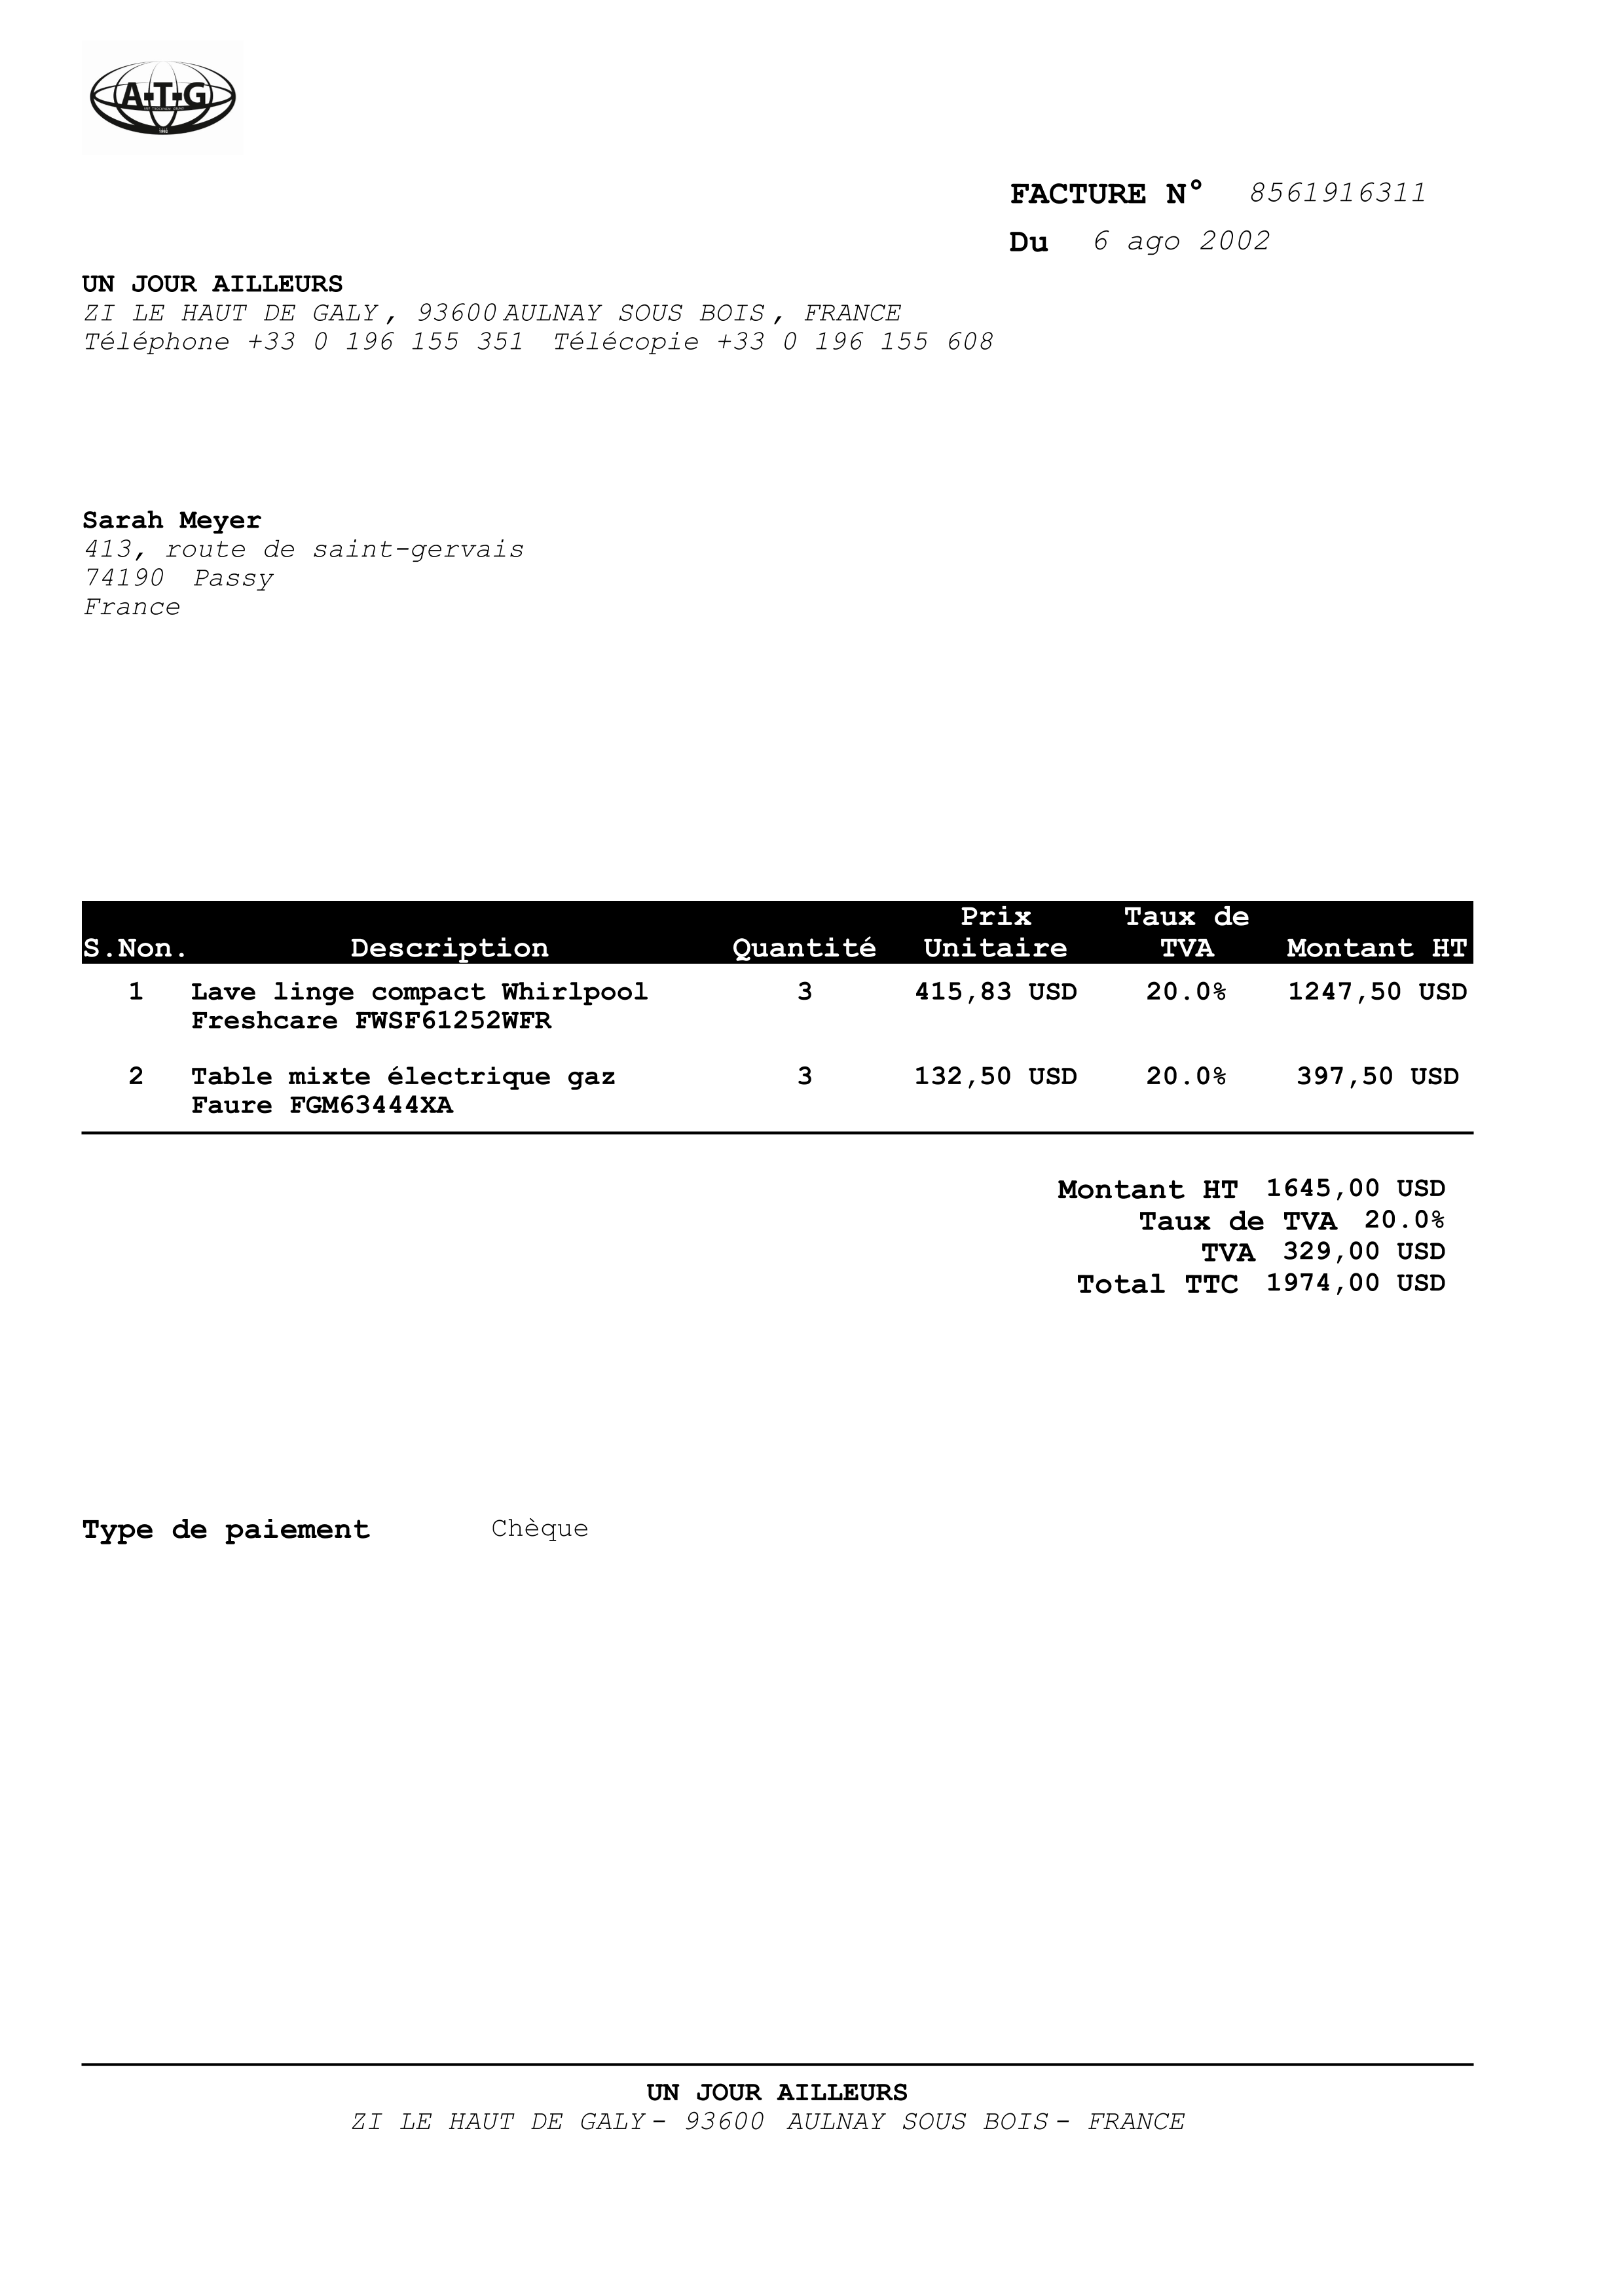 A-T-G
FACTURE N° 8561916311
Du 6 ago 2002
UN JOUR AILLEURS
ZI LE HAUT DE GALY, 93600 AULNAY SOUS BOIS, FRANCE
Téléphone +33 0 196 155 351 Télécopie +33 0 196 155 608
Sarah Meyer
413, route de saint-gervais
74190 Passy
France
Prix Taux de
S.Non. Description Quantité Unitaire TVA Montant HT
1 Lave linge compact Whirlpool 3 415,83 USD 20.0% 1247,50 USD
Freshcare FWSF61252WFR
2 Table mixte électrique gaz 3 132,50 USD 20.0% 397,50 USD
Faure FGM63444XA
Montant HT 1645,00 USD
Taux de TVA 20.0%
TVA 329,00 USD
Total TTC 1974,00 USD
Type de paiement Chèque
UN JOUR AILLEURS
ZI LE HAUT DE GALY - 93600 AULNAY SOUS BOIS - FRANCE